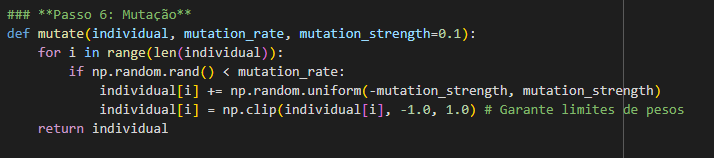 ### **Passo 6: Mutação**
def mutate(individual, mutation_rate, mutation_strength=0.1):
    for i in range(len(individual)):
        if np.random.rand() < mutation_rate:
            individual[i] += np.random.uniform(-mutation_strength, mutation_strength)
            individual[i] = np.clip(individual[i], -1.0, 1.0) # Garante limites de pesos
    return individual